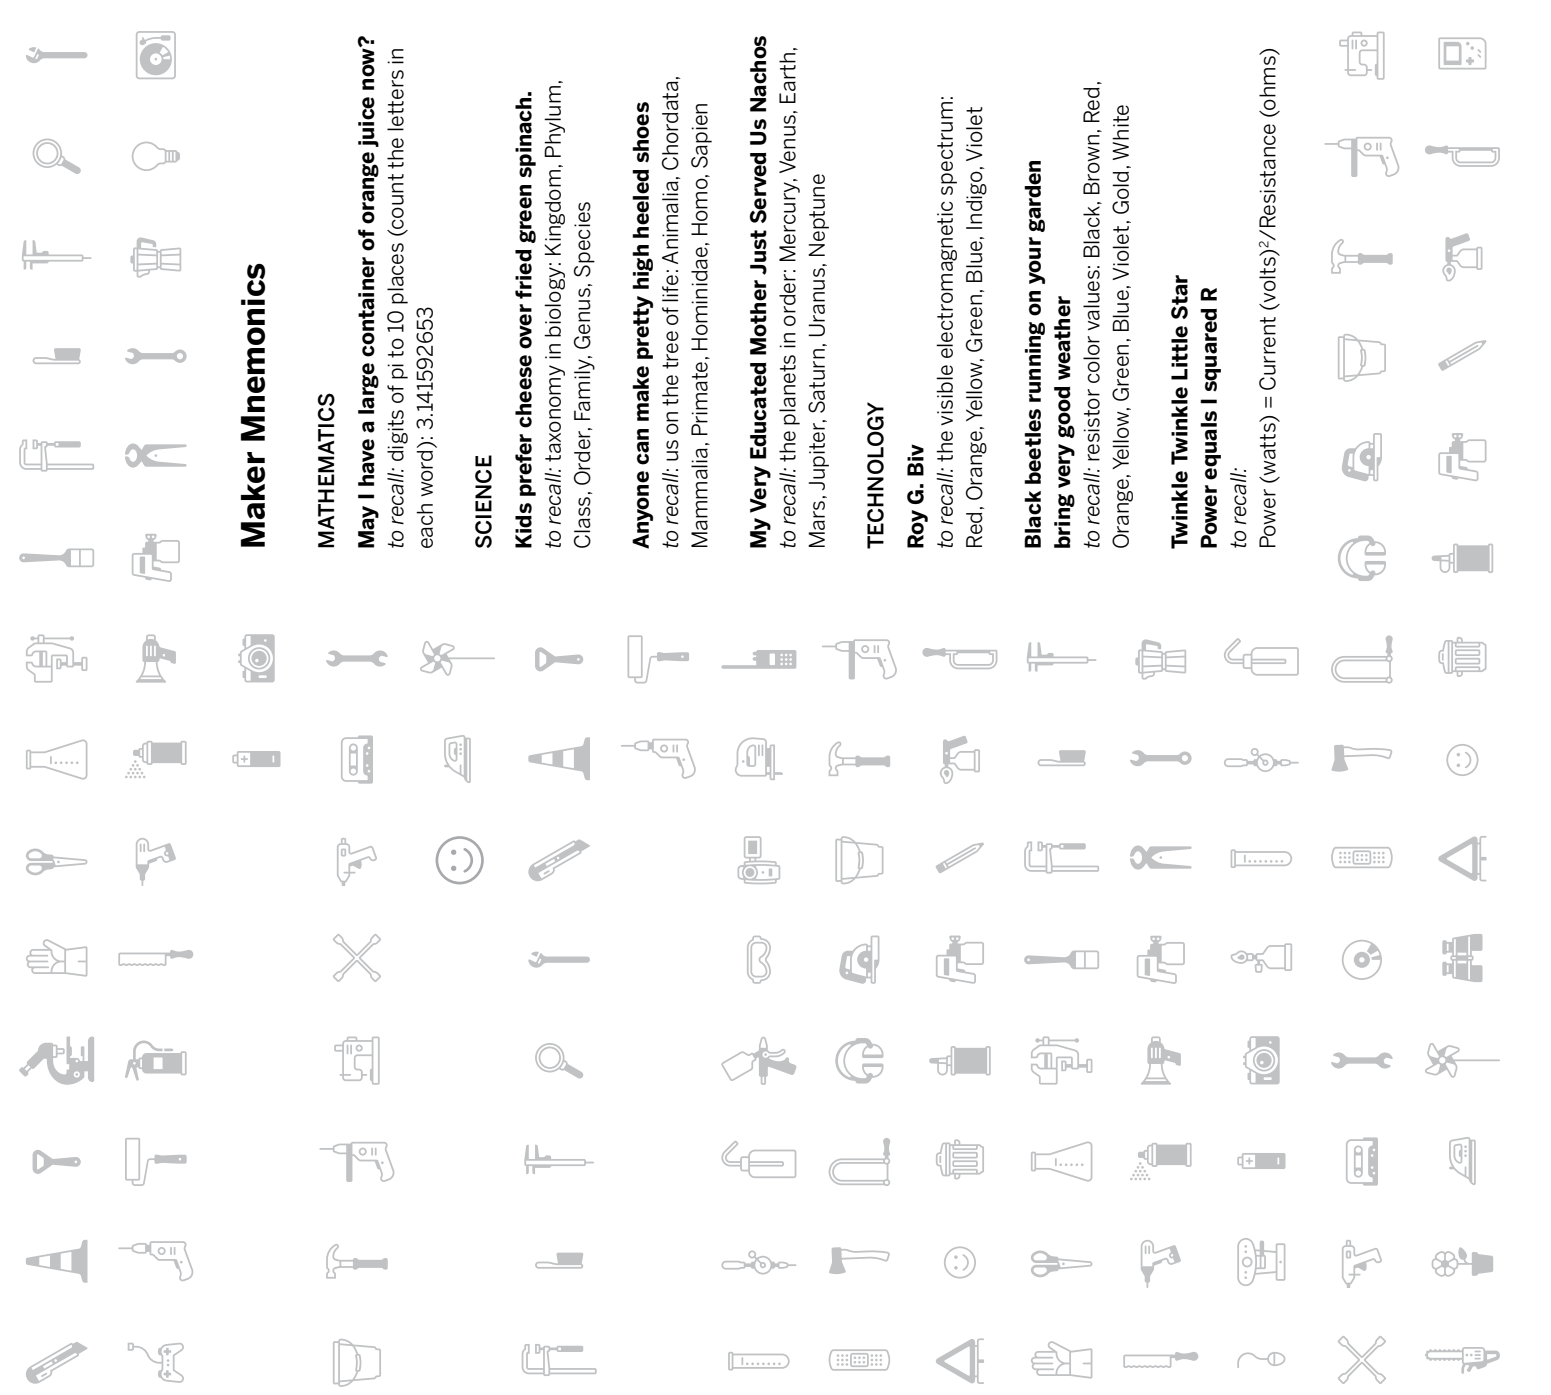 Maker Mnemonics
MATHEMATICS
May I have a large container of orange juice now?
to recall: digits of pi to 10 places (count the letters in
each word): 3.141592653
SCIENCE
Kids prefer cheese over fried green spinach.
to recall: taxonomy in biology: Kingdom, Phylum,
Class, Order, Family, Genus, Species
Anyone can make pretty high heeled shoes
to recall: us on the tree of life: Animalia, Chordata,
Mammalia, Primate, Hominidae, Homo, Sapien
My Very Educated Mother Just Served Us Nachos
to recall: the planets in order: Mercury, Venus, Earth,
Mars, Jupiter, Saturn, Uranus, Neptune
TECHNOLOGY
Roy G. Biv
to recall: the visible electromagnetic spectrum:
Red, Orange, Yellow, Green, Blue, Indigo, Violet
Black beetles running on your garden
bring very good weather
to recall: resistor color values: Black, Brown, Red,
Orange, Yellow, Green, Blue, Violet, Gold, White
Twinkle Twinkle Little Star
Power equals I squared R
to recall:
Power (watts) = Current (volts)²/Resistance (ohms)